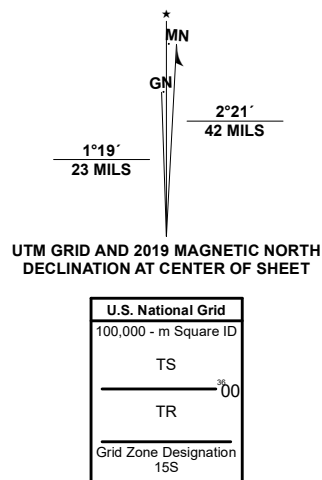 ★
MN
GN
2°21´
42 MILS
1°19´
23 MILS
UTM GRID AND 2019 MAGNETIC NORTH
DECLINATION AT CENTER OF SHEET
U.S. National Grid
100,000 - m Square ID
TS
3600
TR
Grid Zone Designation
15S